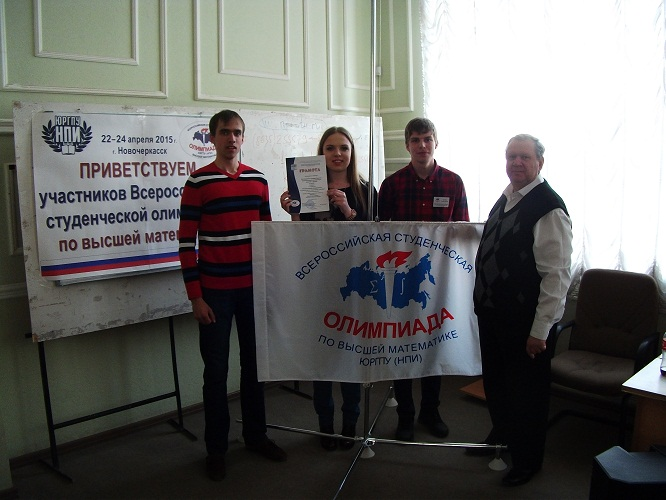 ЮРГПУ
НПИ
22-24 апреля 2015 г
г. Новочеркасск
ПРИВЕТСТВУЕМ
участников Всеросс
студенческой олим
по высшей матема
ГРАМОТА
ВСЕРОССИЙСКАЯ СТУДЕНЧЕСКАЯ
ОЛИМПИАДА
ПО ВЫСШЕЙ МАТЕМАТИКЕ
ЮРГПУ (НПИ)